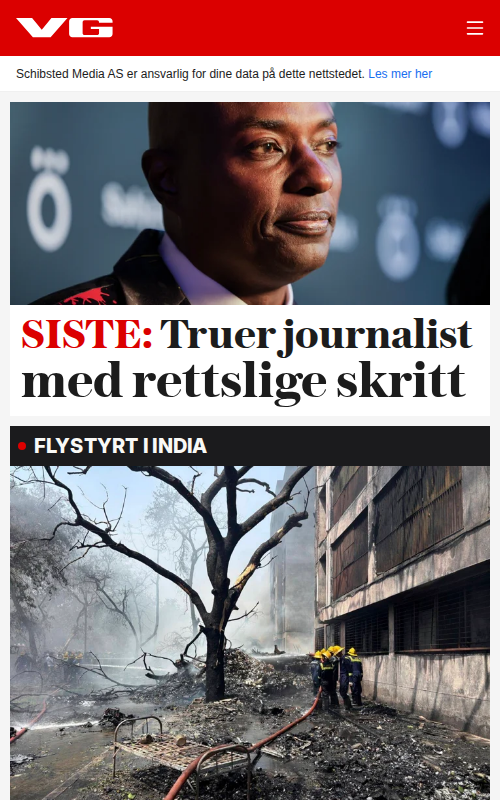 VG
Schibsted Media AS er ansvarlig for dine data på dette nettstedet. Les mer her
SISTE: Truer journalist
med rettslige skritt
FLYSTYRT I INDIA